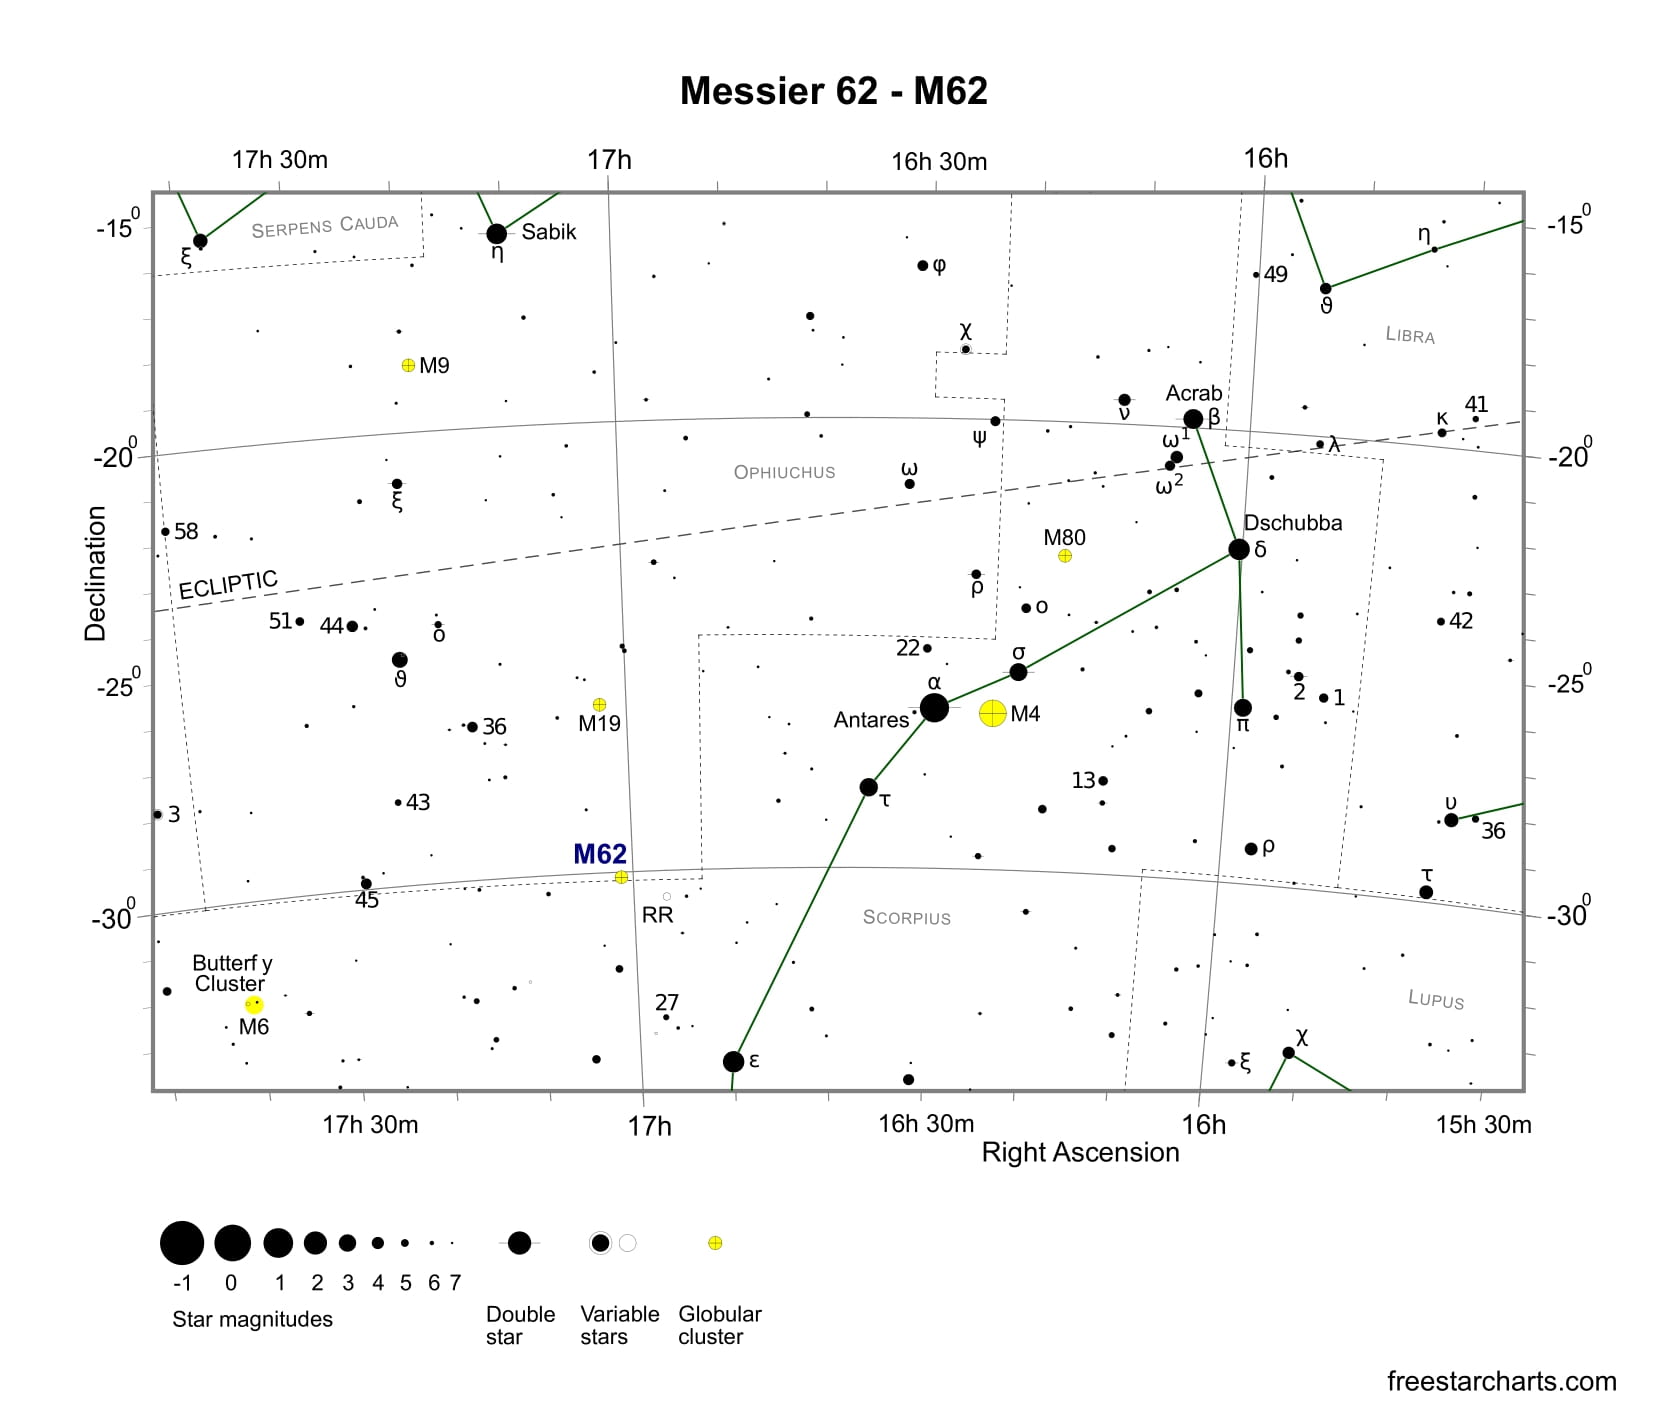 Messier 62 - M62
17h 30m
17h
16h 30m
16h
-15⁰
-15⁰
SERPENS CAUDA
Sabik
ξ
η
φ
η
49
ϑ
χ
LIBRA
M9
Acrab
ν
β
κ
41
ψ
ω¹
λ
-20⁰
-20⁰
OPHIUCHUS
ω
ω²
ξ
58
Dschubba
M80
δ
ECLIPTIC
ρ
ο
51
44
ο
42
22
σ
ϑ
-25⁰
-25⁰
α
2
1
Antares
M4
M19
36
π
13
τ
43
3
υ
36
M62
ρ
τ
45
-30⁰
-30⁰
RR
SCORPIUS
Butterf y
Cluster
M6
27
LUPUS
χ
ε
ξ
Declination
17h 30m
17h
16h 30m
16h
15h 30m
Right Ascension
-1 0 1 2 3 4 5 6 7
Star magnitudes
Double
star
Variable
stars
Globular
cluster
freestarcharts.com